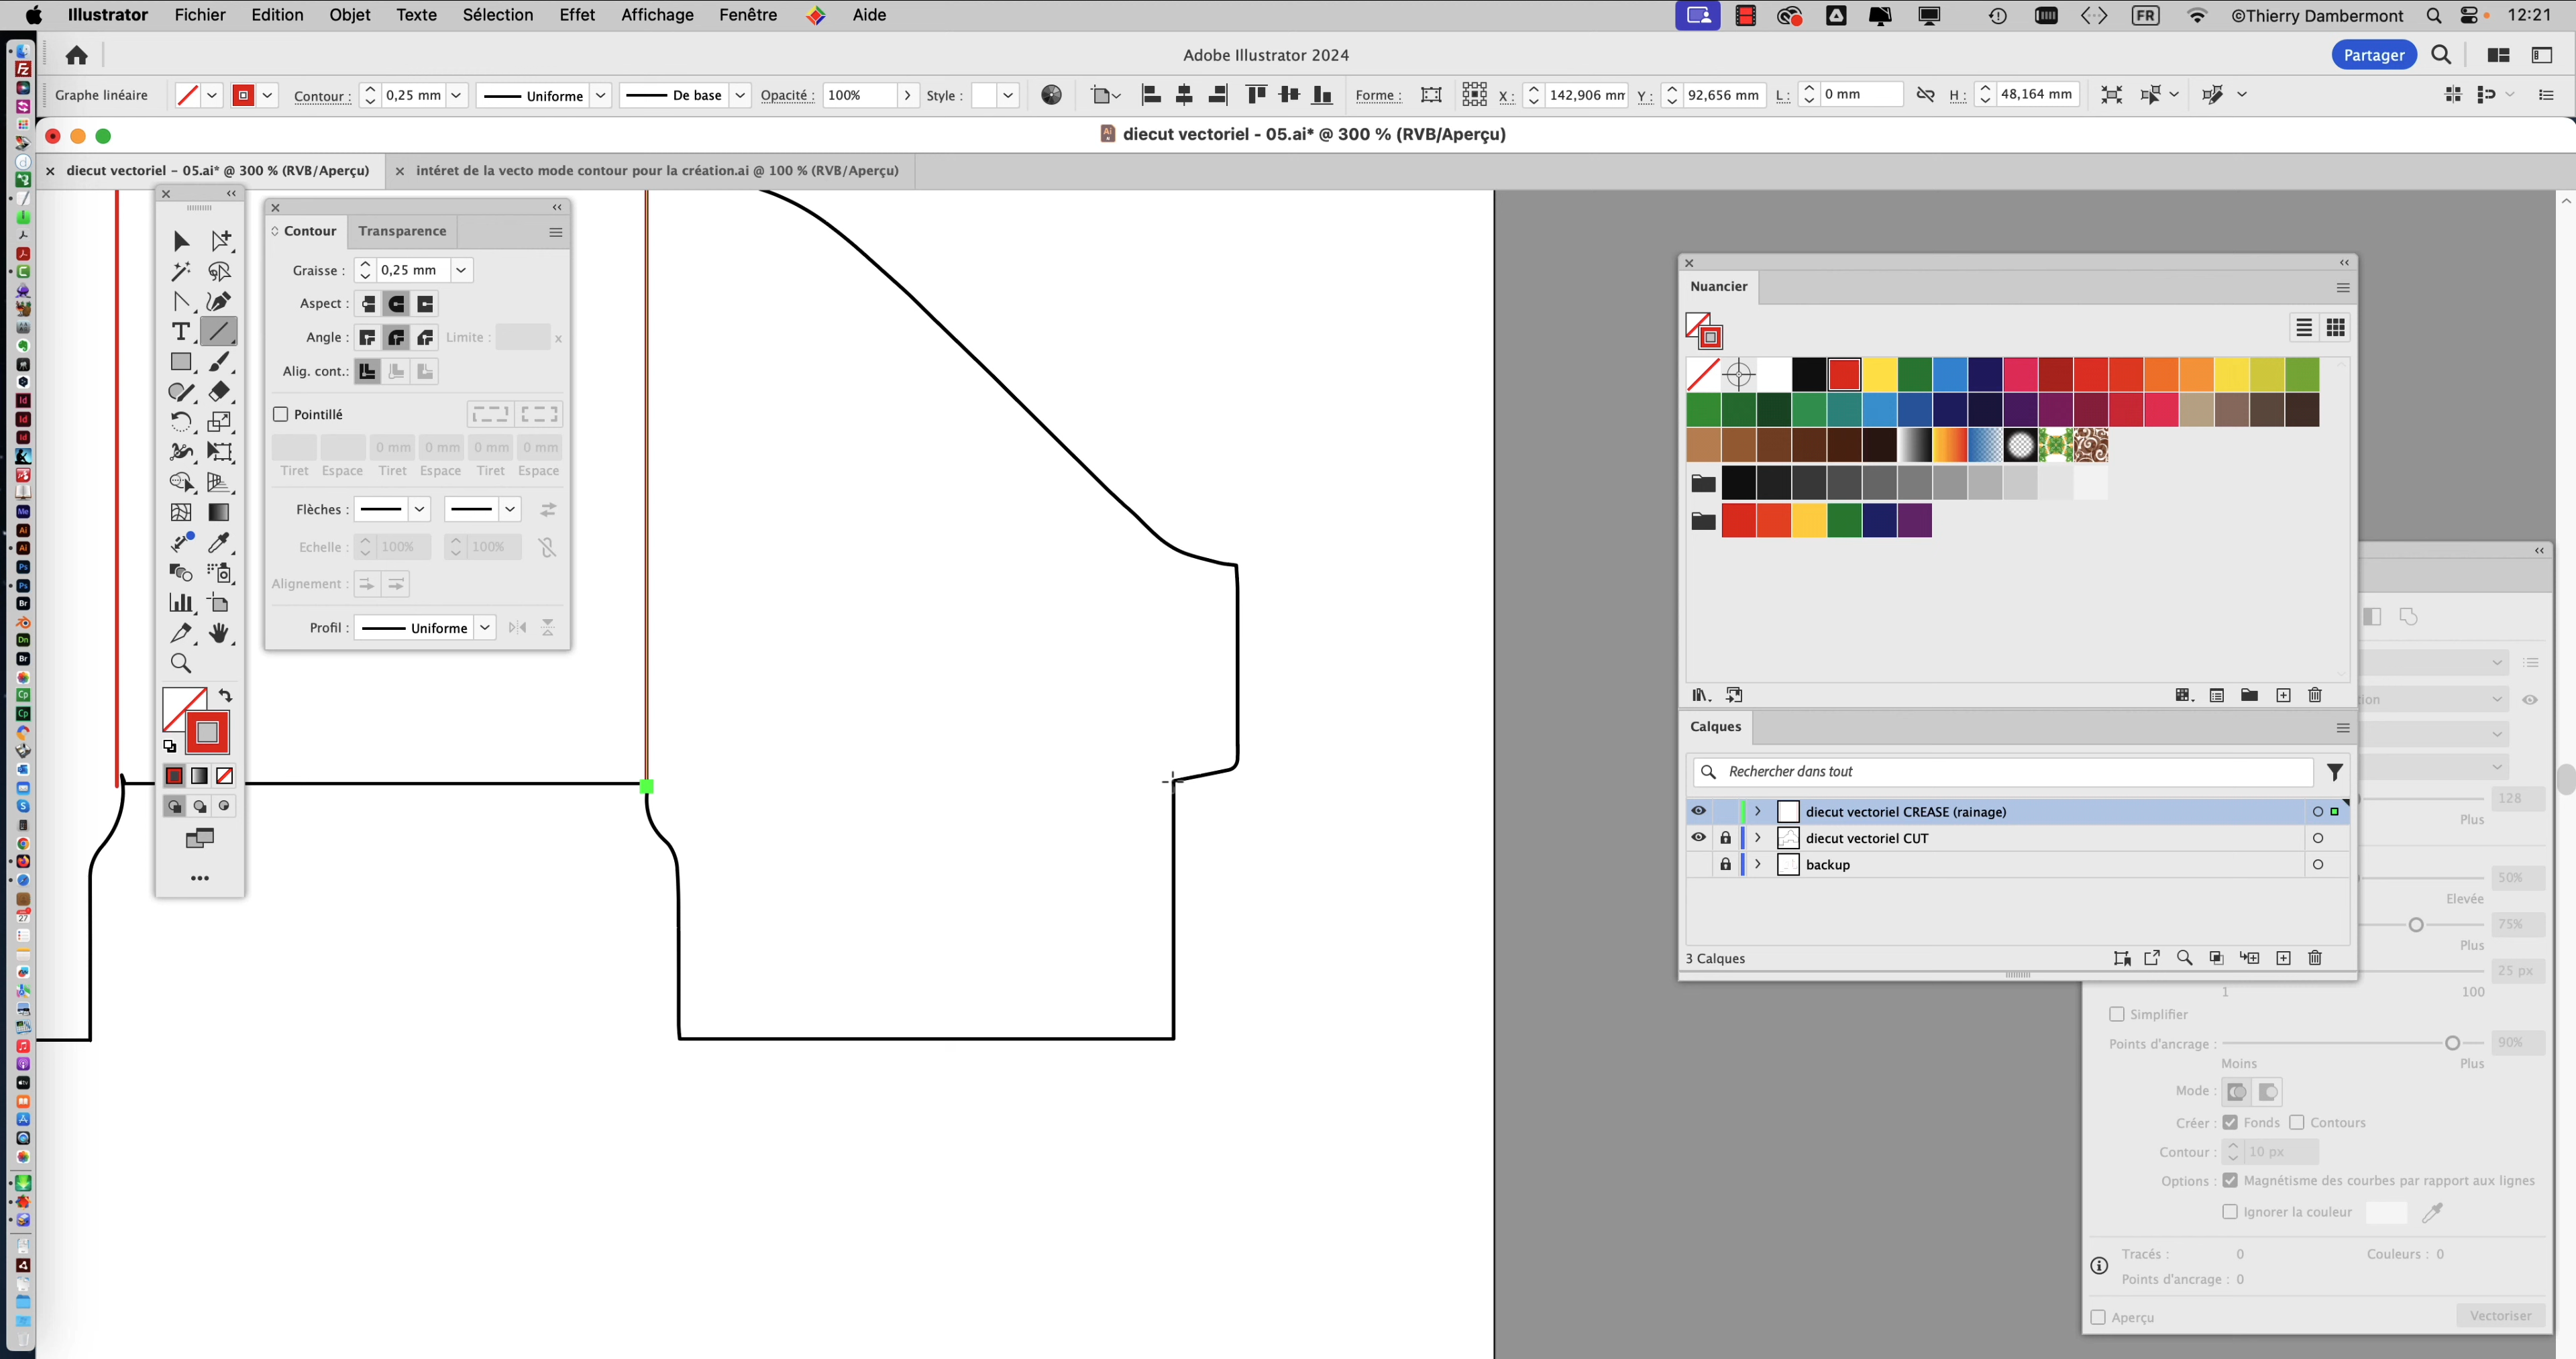 Illustrator Fichier Edition Objet Texte Sélection Effet Affichage Fenêtre Aide
FR ©Thierry Dambermont 12:21
Adobe Illustrator 2024
Partager
Graphe linéaire Contour : 0,25 mm Uniforme De base Opacité : 100% Style : Forme : X : 142,906 mm Y : 92,656 mm L : 0 mm H : 48,164 mm
diecut vectoriel - 05.ai* @ 300 % (RVB/Aperçu)
diecut vectoriel - 05.ai* @ 300 % (RVB/Aperçu)
intéret de la vecto mode contour pour la création.ai @ 100 % (RVB/Aperçu)
Contour Transparence
Graisse : 0,25 mm
Aspect :
Angle : Limite : x
Alig. cont.:
Pointillé
0 mm 0 mm 0 mm 0 mm
Tiret Espace Tiret Espace Tiret Espace
Flèches :
Echelle : 100% 100%
Alignement :
Profil : Uniforme
Nuancier
Calques
Rechercher dans tout
diecut vectoriel CREASE (rainage)
diecut vectoriel CUT
backup
3 Calques
tion
128
Plus
50%
Elevée
75%
Plus
25 px
1 100
Simplifier
Points d'ancrage : 90%
Moins Plus
Mode :
Créer : Fonds Contours
Contour : 10 px
Options : Magnétisme des courbes par rapport aux lignes
Ignorer la couleur
Tracés : 0 Couleurs : 0
Points d'ancrage : 0
Aperçu Vectoriser